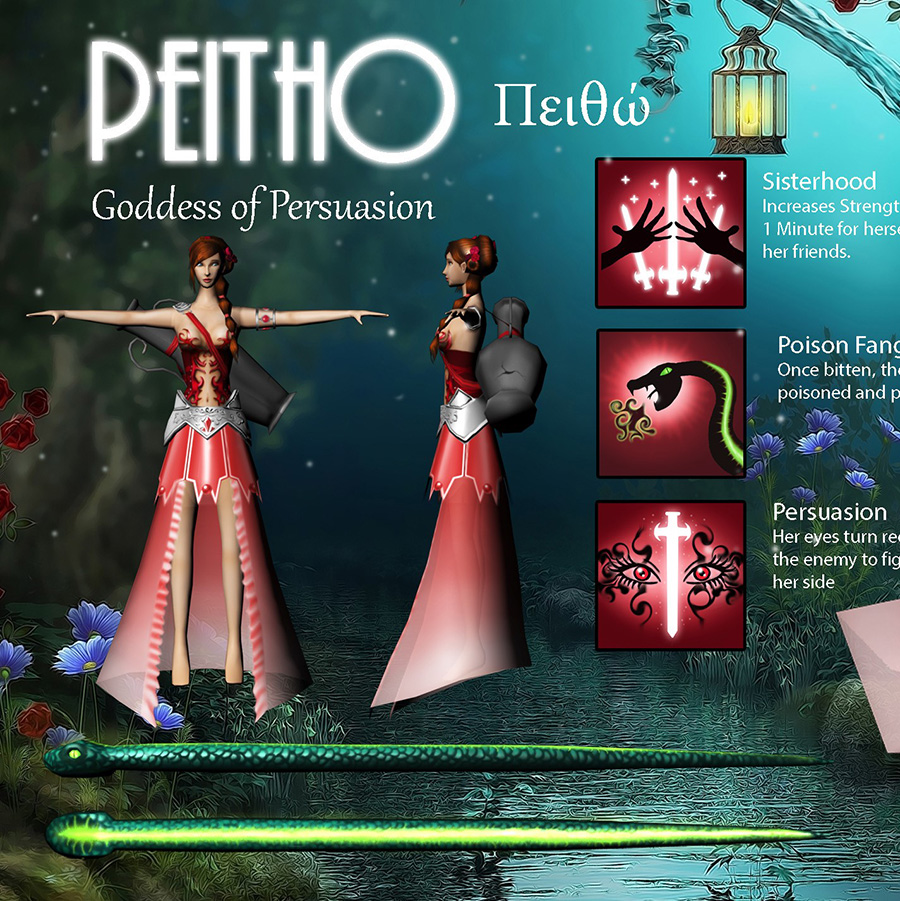 PEITHO
Πειθώ
Goddess of Persuasion
Sisterhood
Increases
1 Minute for
her friends.
Poison
Once bitten,
poisoned and
Persuasion
Her eyes turn
the enemy to
her side